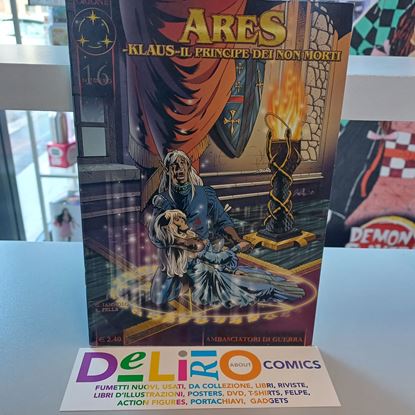 ARES
-KLAUS-IL PRINCIPE DEI NON MORTI
16
€ 2.40
AMBASCIATORI DI GUERRA
DELIRIO
ABOUT
COMICS
FUMETTI NUOVI, USATI, DA COLLEZIONE, LIBRI, RIVISTE,
LIBRI D'ILLUSTRAZIONI, POSTERS, DVD, T-SHIRTS, FELPE,
ACTION FIGURES, PORTACHIAVI, GADGETS
DEMON